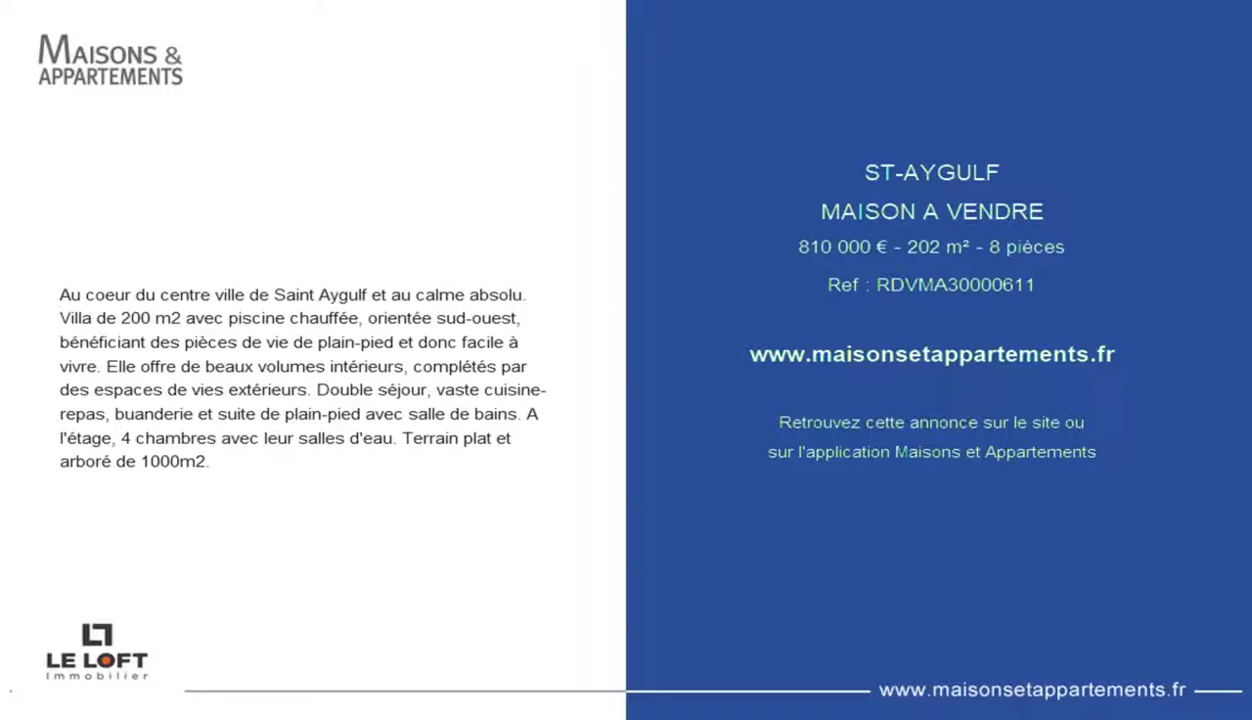 MAISONS &
APPARTEMENTS
Au coeur du centre ville de Saint Aygulf et au calme absolu.
Villa de 200 m2 avec piscine chauffée, orientée sud-ouest,
bénéficiant des pièces de vie de plain-pied et donc facile à
vivre. Elle offre de beaux volumes intérieurs, complétés par
des espaces de vies extérieurs. Double séjour, vaste cuisine-
repas, buanderie et suite de plain-pied avec salle de bains. A
l'étage, 4 chambres avec leur salles d'eau. Terrain plat et
arboré de 1000m2.
LE LOFT
Immobilier
ST-AYGULF
MAISON A VENDRE
810 000 € - 202 m² - 8 pièces
Ref : RDVMA30000611
www.maisonsetappartements.fr
Retrouvez cette annonce sur le site ou
sur l'application Maisons et Appartements
www.maisonsetappartements.fr